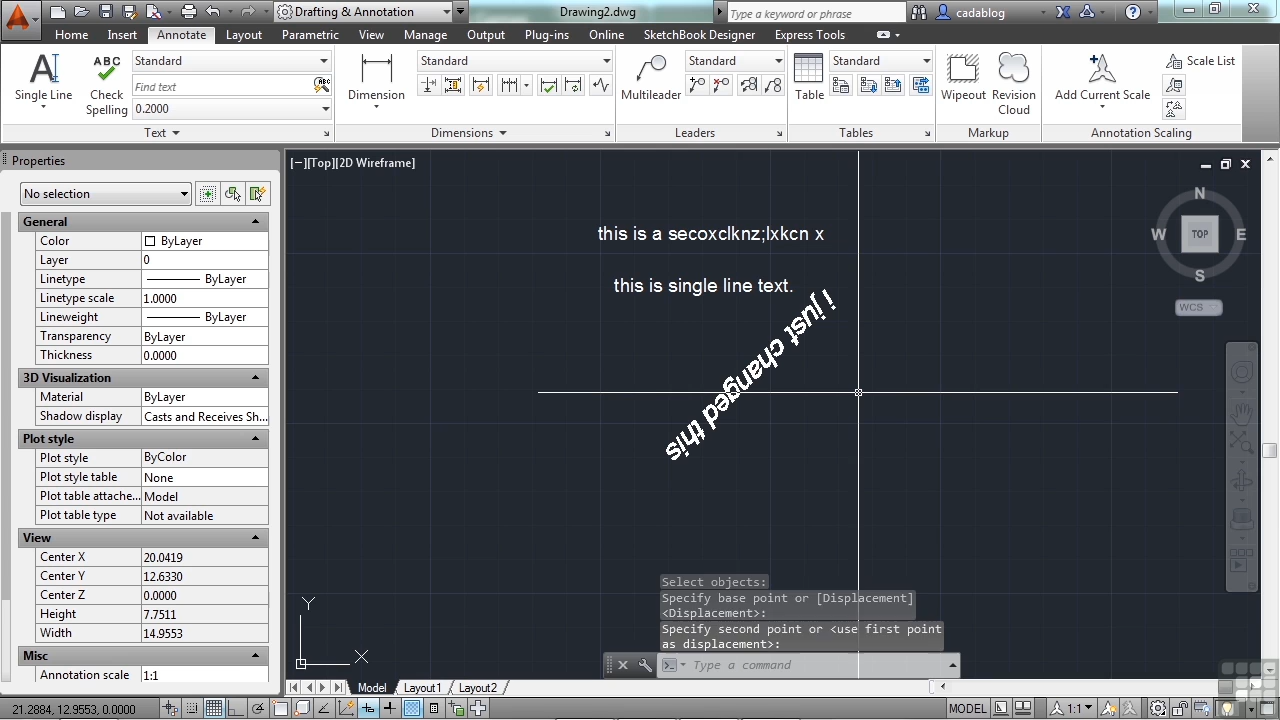 Drafting & Annotation
Drawing2.dwg
Type a keyword or phrase
cadablog
Home Insert Annotate Layout Parametric View Manage Output Plug-ins Online SketchBook Designer Express Tools
Single Line
ABC
Check Spelling
Standard
Find text
0.2000
Text
Dimension
Standard
Dimensions
Multileader
Standard
Leaders
Table
Standard
Tables
Wipeout
Revision Cloud
Markup
Add Current Scale
Scale List
Annotation Scaling
Properties
No selection
General
Color ByLayer
Layer 0
Linetype ByLayer
Linetype scale 1.0000
Lineweight ByLayer
Transparency ByLayer
Thickness 0.0000
3D Visualization
Material ByLayer
Shadow display Casts and Receives Sh...
Plot style
Plot style ByColor
Plot style table None
Plot table attache... Model
Plot table type Not available
View
Center X 20.0419
Center Y 12.6330
Center Z 0.0000
Height 7.7511
Width 14.9553
Misc
Annotation scale 1:1
[−][Top][2D Wireframe]
this is a secoxclknz;lxkcn x
this is single line text.
i just changed this
N
W TOP E
S
WCS
Y
X
Select objects:
Specify base point or [Displacement]
<Displacement>:
Specify second point or <use first point
as displacement>:
Type a command
Model Layout1 Layout2
21.2884, 12.9553, 0.0000
MODEL
1:1